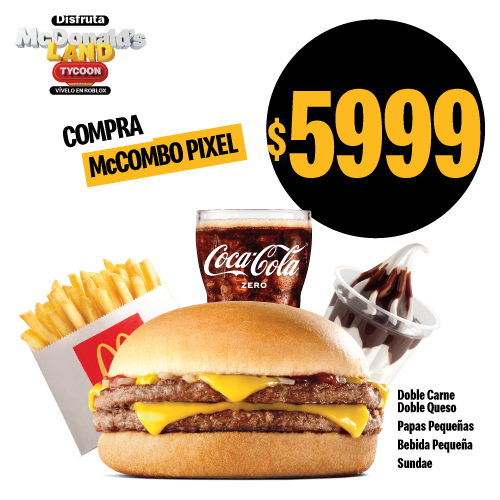 Disfruta
McDonald's
LAND
TYCOON
VÍVELO EN ROBLOX
COMPRA
McCOMBO PIXEL
$5999
Coca-Cola
ZERO
Doble Carne
Doble Queso
Papas Pequeñas
Bebida Pequeña
Sundae